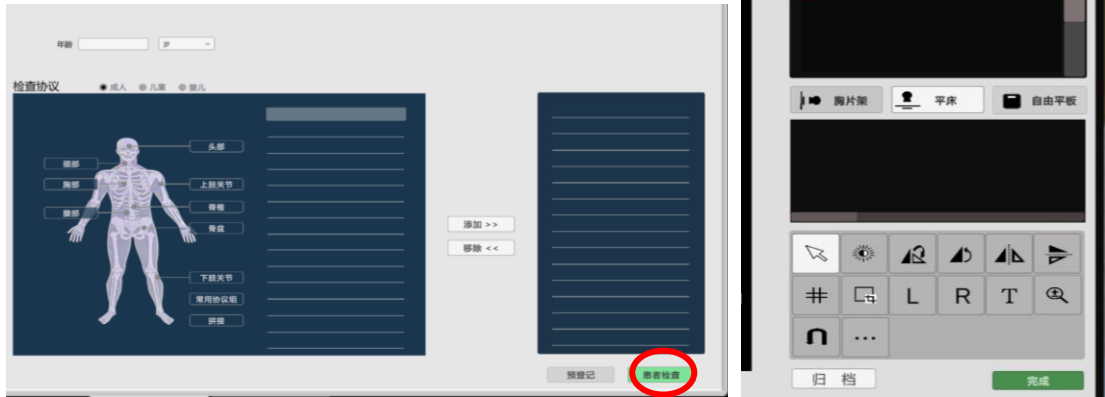 年龄 岁
检查协议 成人 儿童 婴儿
头部
腰部
胸部 上肢关节
脊椎
腹部
骨盆
下肢关节
常用协议组
拼接
添加 >>
移除 <<
预登记 患者检查
胸片架 平床 自由平板
L R T
... 
归 档 完成